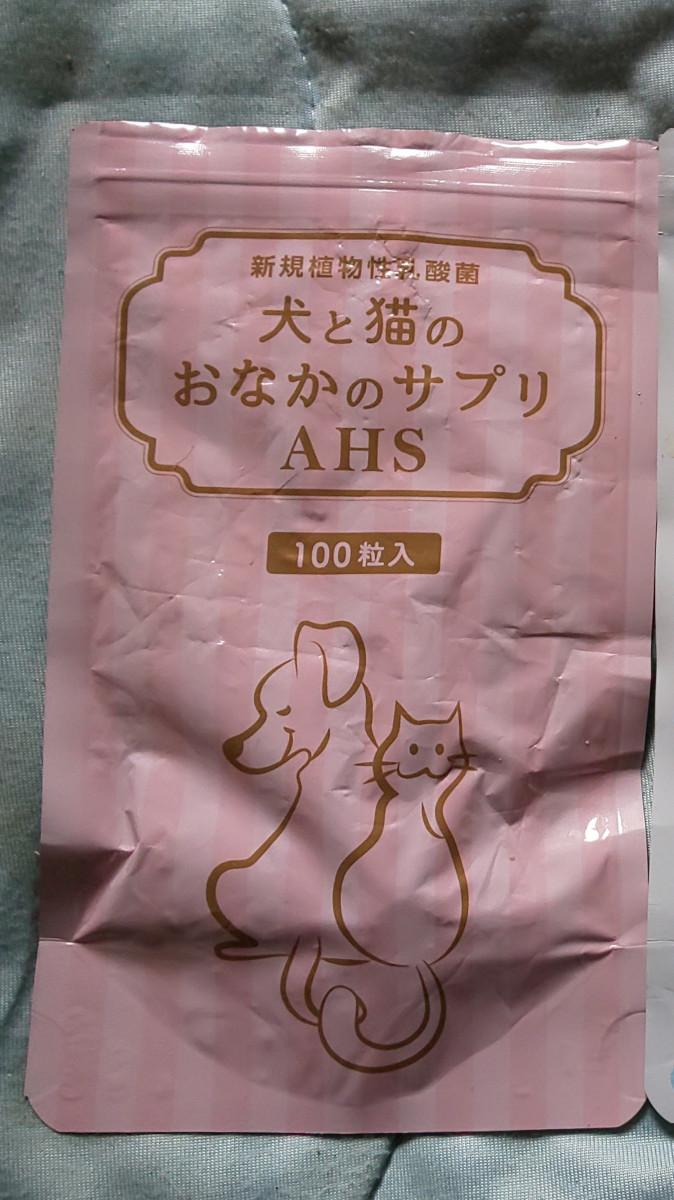 新規植物性乳酸菌
犬と猫の
おなかのサプリ
AHS
100粒入